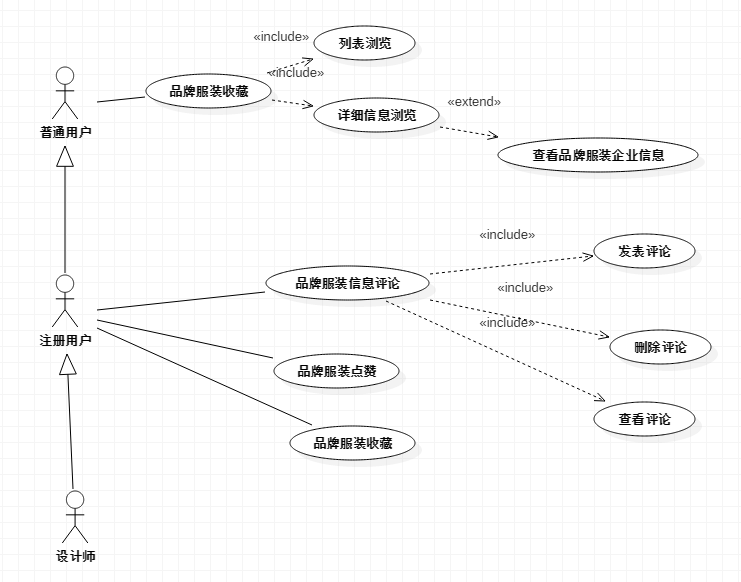 «include»
列表浏览
«include»
品牌服装收藏
«extend»
详细信息浏览
普通用户
查看品牌服装企业信息
«include»
发表评论
品牌服装信息评论
«include»
«include»
注册用户
删除评论
品牌服装点赞
查看评论
品牌服装收藏
设计师